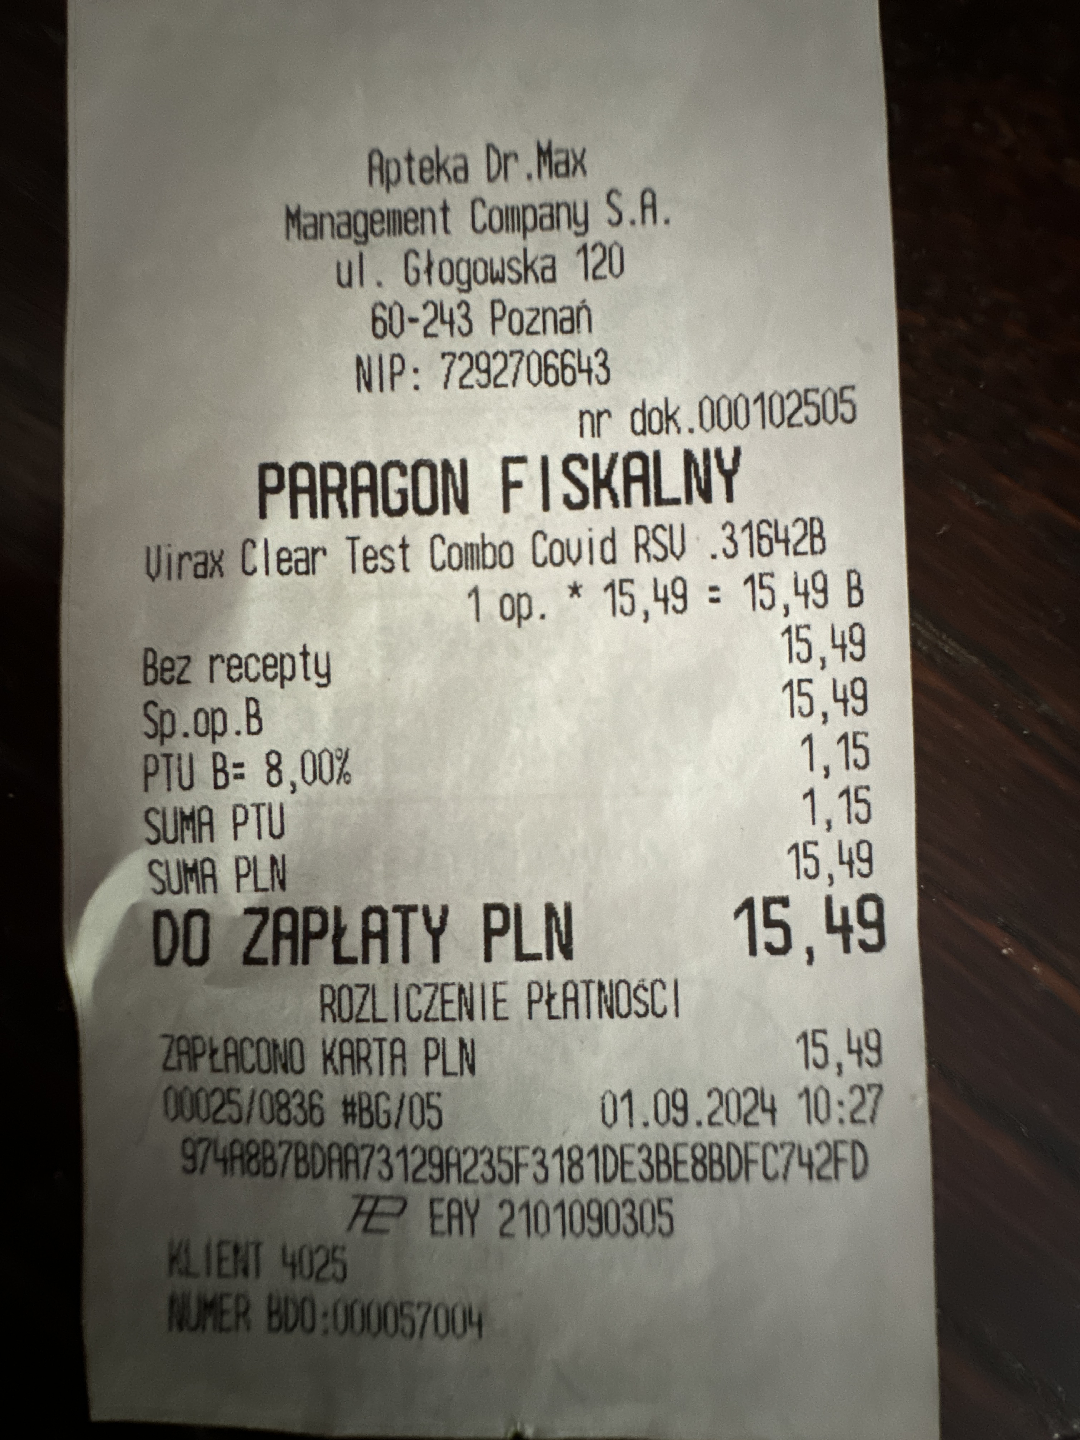 Apteka Dr.Max
Management Company S.A.
ul. Głogowska 120
60-243 Poznań
NIP: 7292706643
nr dok.000102505
PARAGON FISKALNY
Virax Clear Test Combo Covid RSV .31642B
1 op. * 15,49 = 15,49 B
Bez recepty 15,49
Sp.op.B 15,49
PTU B= 8,00% 1,15
SUMA PTU 1,15
SUMA PLN 15,49
DO ZAPŁATY PLN 15,49
ROZLICZENIE PŁATNOŚCI
ZAPŁACONO KARTA PLN 15,49
00025/0836 #BG/05 01.09.2024 10:27
974A8B7BDAA73129A235F3181DE3BE8BDFC742FD
EAY 2101090305
KLIENT 4025
NUMER BDO:000057004